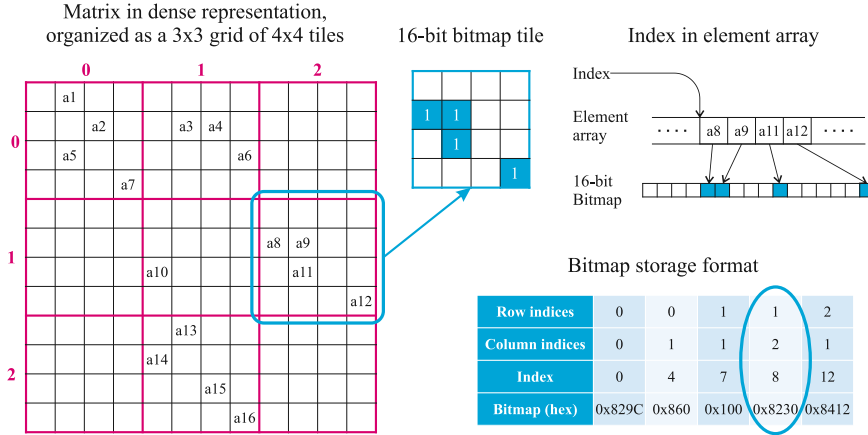 Matrix in dense representation,
organized as a 3x3 grid of 4x4 tiles
0 1 2
a1
0 a2 a3 a4
a5 a6
a7
1 a8 a9
a10 a11
a12
a13
2 a14
a15
a16
16-bit bitmap tile
1 1
1
1
Index in element array
Index
Element
array
. . . . a8 a9 a11 a12 . . . .
16-bit
Bitmap
Bitmap storage format
Row indices 0 0 1 1 2
Column indices 0 1 1 2 1
Index 0 4 7 8 12
Bitmap (hex) 0x829C 0x860 0x100 0x8230 0x8412